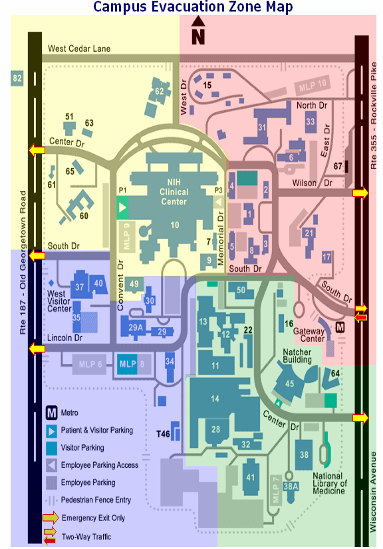 Campus Evacuation Zone Map
N
West Cedar Lane
82
62
West Dr
15
MLP 10
51
63
Center Dr
31
North Dr
33
East Dr
6
67
Rte 355 - Rockville Pike
61
65
60
P1
NIH
Clinical
Center
P3
10
MLP 9
7
9
Memorial Dr
4
2
5
8
1
3
Wilson Dr
21
17
South Dr
South Dr
South Dr
Rte 187 - Old Georgetown Road
West
Visitor
Center
37
40
35
Convent Dr
49
30
29A
29
50
13
12
22
11
16
Gateway
Center
M
Natcher
Building
Lincoln Dr
MLP 6
MLP 8
34
14
45
64
Center Dr
M Metro
Patient & Visitor Parking
Visitor Parking
Employee Parking Access
Employee Parking
Pedestrian Fence Entry
Emergency Exit Only
Two-Way Traffic
T46
28
32
41
MLP 7
38
38A
National
Library of
Medicine
Wisconsin Avenue